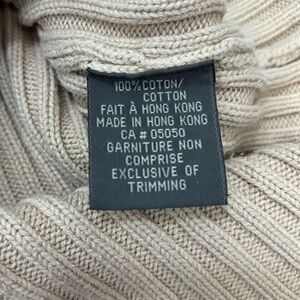 100% COTON/
COTTON
FAIT À HONG KONG
MADE IN HONG KONG
CA # 05050
GARNITURE NON
COMPRISE
EXCLUSIVE OF
TRIMMING